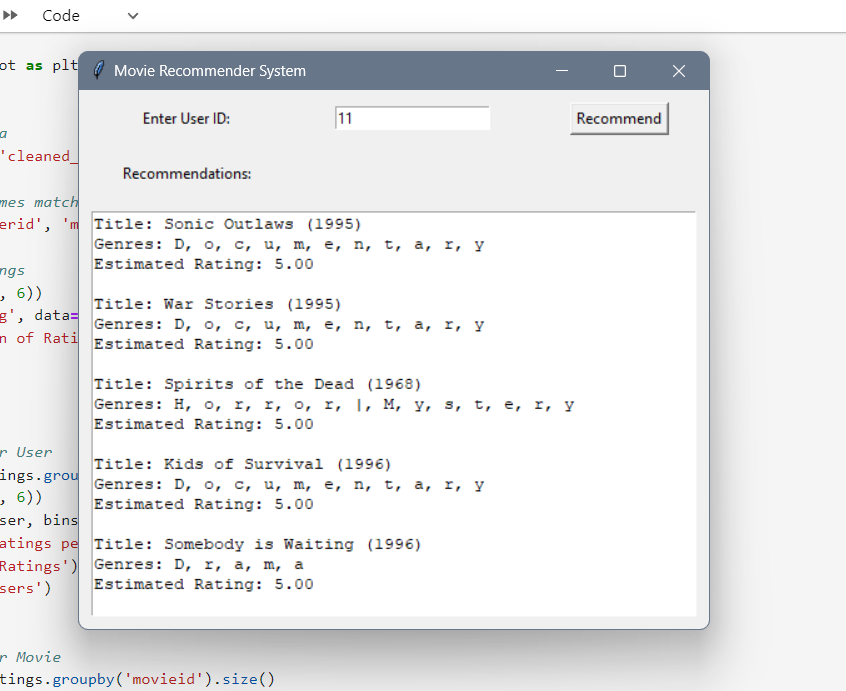 Code
ot as plt
Movie Recommender System
Enter User ID:
11
Recommend
a
'cleaned_
Recommendations:
mes match
erid', 'm
ngs
, 6))
g', data=
n of Rati
r User
ings.grou
, 6))
ser, bins
atings pe
Ratings')
sers')
r Movie
tings.groupby('movieid').size()
Title: Sonic Outlaws (1995)
Genres: D, o, c, u, m, e, n, t, a, r, y
Estimated Rating: 5.00
Title: War Stories (1995)
Genres: D, o, c, u, m, e, n, t, a, r, y
Estimated Rating: 5.00
Title: Spirits of the Dead (1968)
Genres: H, o, r, r, o, r, |, M, y, s, t, e, r, y
Estimated Rating: 5.00
Title: Kids of Survival (1996)
Genres: D, o, c, u, m, e, n, t, a, r, y
Estimated Rating: 5.00
Title: Somebody is Waiting (1996)
Genres: D, r, a, m, a
Estimated Rating: 5.00